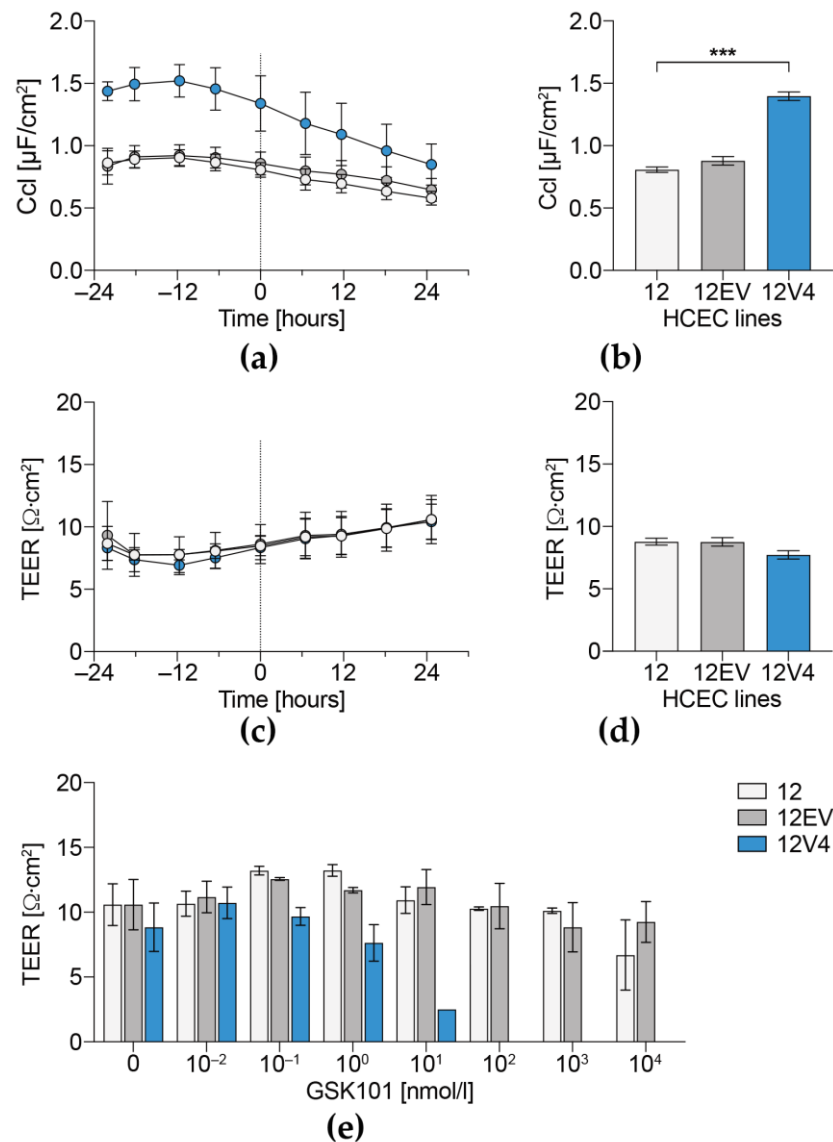 2.0
1.5
1.0
0.5
0.0
Ccl [µF/cm²]
–24 –12 0 12 24
Time [hours]
(a)
2.0
1.5
1.0
0.5
0.0
Ccl [µF/cm²]
***
12 12EV 12V4
HCEC lines
(b)
20
15
10
5
0
TEER [Ω·cm²]
–24 –12 0 12 24
Time [hours]
(c)
20
15
10
5
0
TEER [Ω·cm²]
12 12EV 12V4
HCEC lines
(d)
20
15
10
5
0
TEER [Ω·cm²]
12
12EV
12V4
0 10⁻² 10⁻¹ 10⁰ 10¹ 10² 10³ 10⁴
GSK101 [nmol/l]
(e)